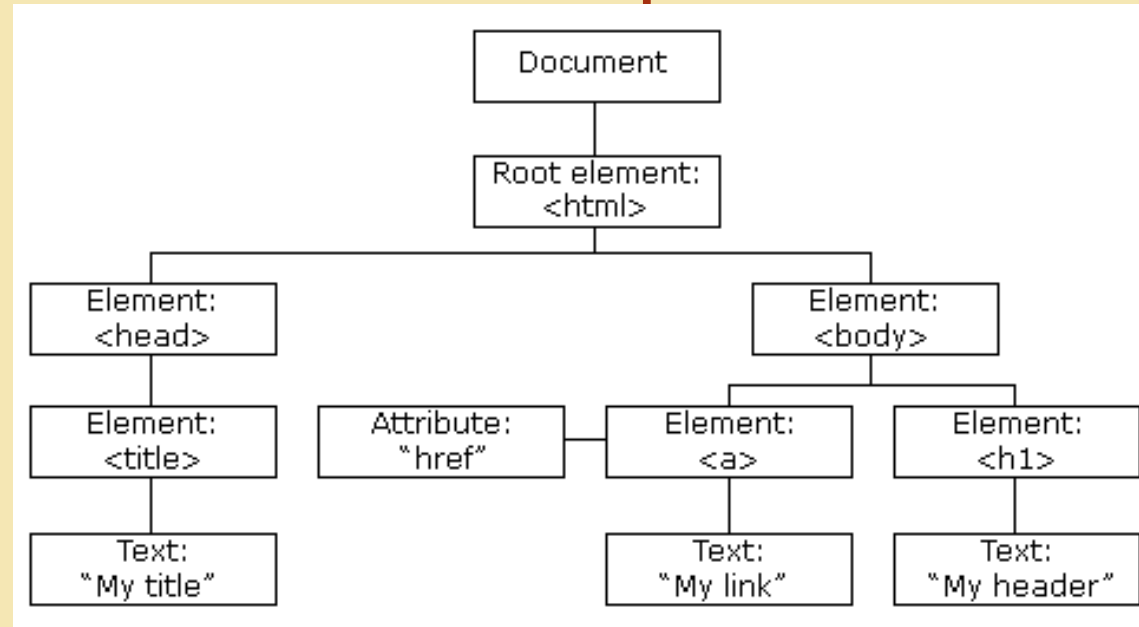 Document
Root element:
<html>
Element:
<head>
Element:
<body>
Element:
<title>
Attribute:
“href”
Element:
<a>
Element:
<h1>
Text:
“My title”
Text:
“My link”
Text:
“My header”